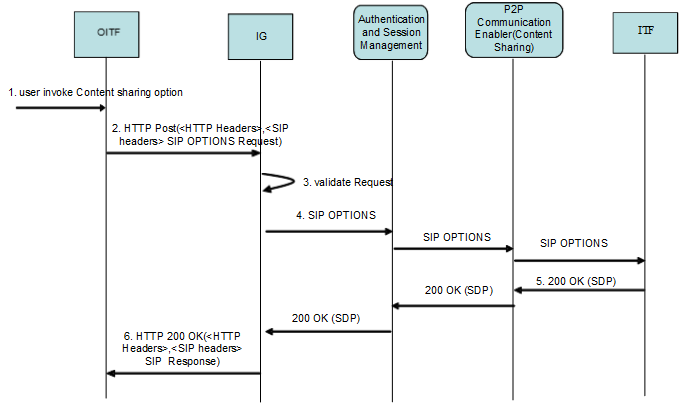 OITF
IG
Authentication
and Session
Management
P2P
Communication
Enabler(Content
Sharing)
ITF
1. user invoke Content sharing option
2. HTTP Post(<HTTP Headers>,<SIP
headers> SIP OPTIONS Request)
3. validate Request
4. SIP OPTIONS
SIP OPTIONS
SIP OPTIONS
5. 200 OK (SDP)
200 OK (SDP)
200 OK (SDP)
6. HTTP 200 OK(<HTTP
Headers>,<SIP headers>
SIP Response)